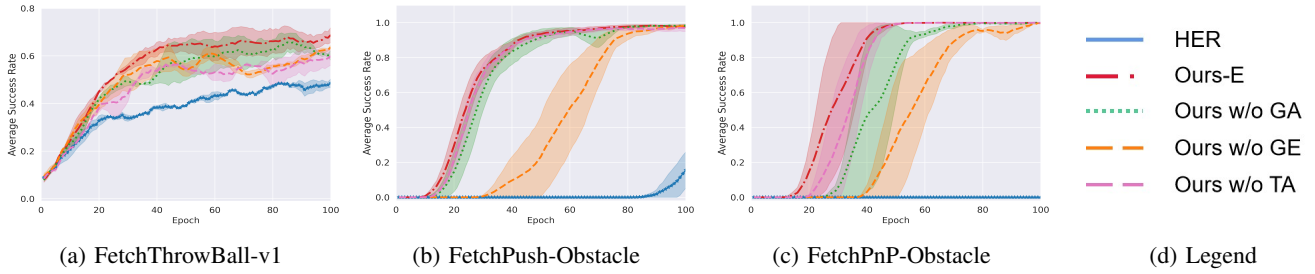 0.8
0.6
0.4
0.2
0.0
Average Success Rate
0 20 40 60 80 100
Epoch
1.0
0.8
0.6
0.4
0.2
0.0
Average Success Rate
0 20 40 60 80 100
Epoch
1.0
0.8
0.6
0.4
0.2
0.0
Average Success Rate
0 20 40 60 80 100
Epoch
HER
Ours-E
Ours w/o GA
Ours w/o GE
Ours w/o TA
(a) FetchThrowBall-v1
(b) FetchPush-Obstacle
(c) FetchPnP-Obstacle
(d) Legend